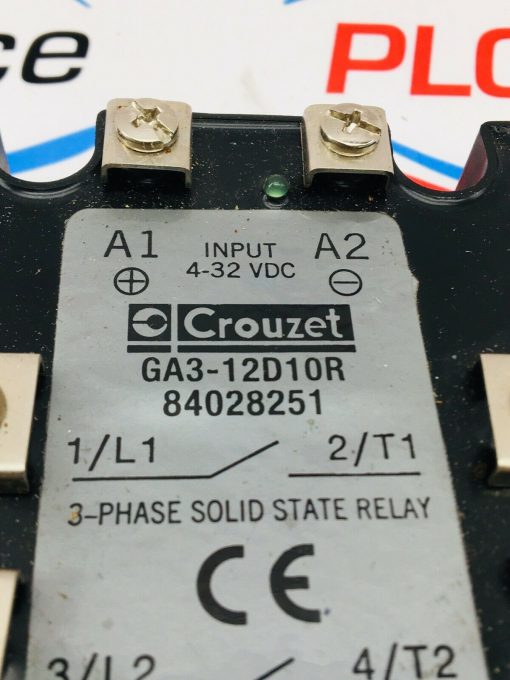 ce PLC
A1 INPUT A2
4-32 VDC
Crouzet
GA3-12D10R
84028251
1/L1 2/T1
3-PHASE SOLID STATE RELAY
CE
3/L2 4/T2